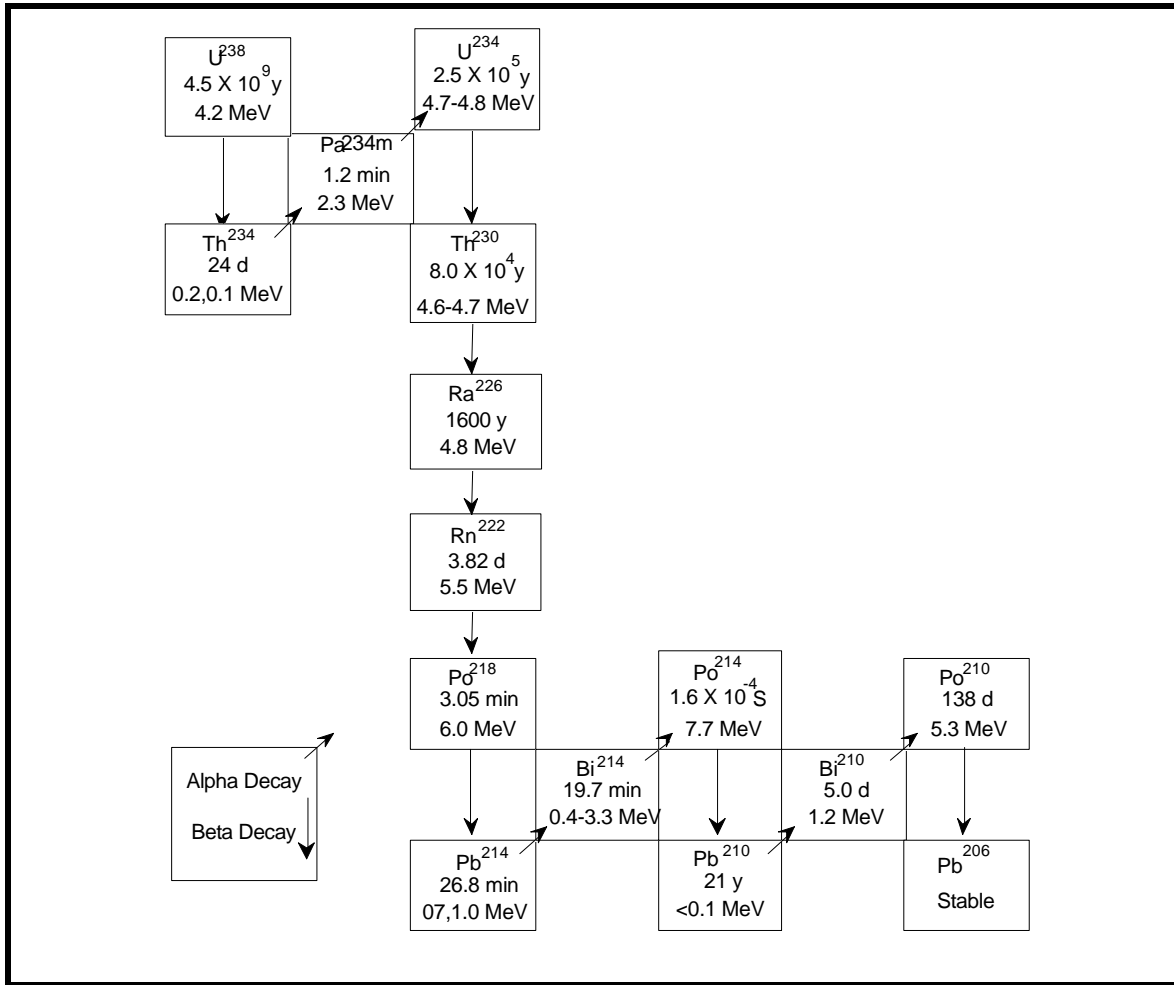 U238
4.5 X 10^9 y
4.2 MeV
U234
2.5 X 10^5 y
4.7-4.8 MeV
Pa234m
1.2 min
2.3 MeV
Th234
24 d
0.2,0.1 MeV
Th230
8.0 X 10^4 y
4.6-4.7 MeV
Ra226
1600 y
4.8 MeV
Rn222
3.82 d
5.5 MeV
Po218
3.05 min
6.0 MeV
Po214
1.6 X 10^-4 S
7.7 MeV
Po210
138 d
5.3 MeV
Alpha Decay
Beta Decay
Bi214
19.7 min
0.4-3.3 MeV
Bi210
5.0 d
1.2 MeV
Pb214
26.8 min
07,1.0 MeV
Pb210
21 y
<0.1 MeV
Pb206
Stable